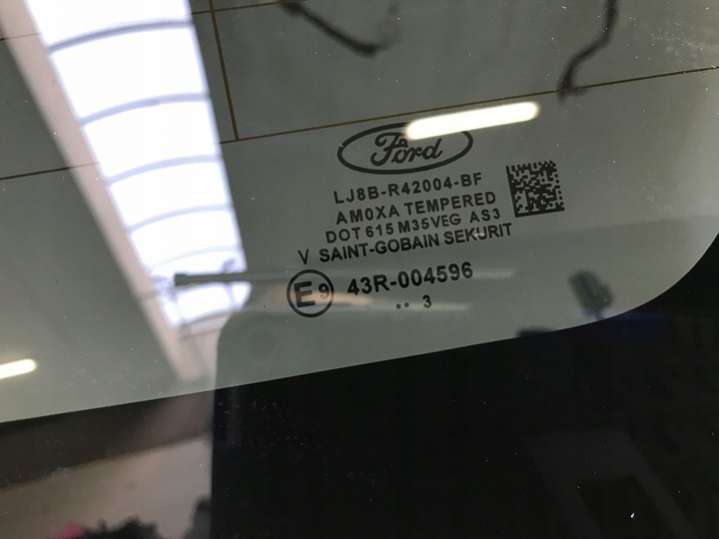 Ford
LJ8B-R42004-BF
AM0XA TEMPERED
DOT 615 M35VEG AS3
V SAINT-GOBAIN SEKURIT
E9 43R-004596
.. 3